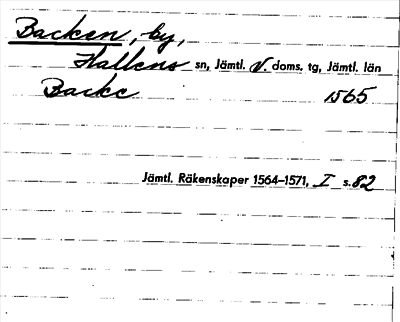 Backen, by,
Hallens sn, Jämtl. V. doms. tg, Jämtl. län
Backe 1565
Jämtl. Räkenskaper 1564–1571, I s. 82